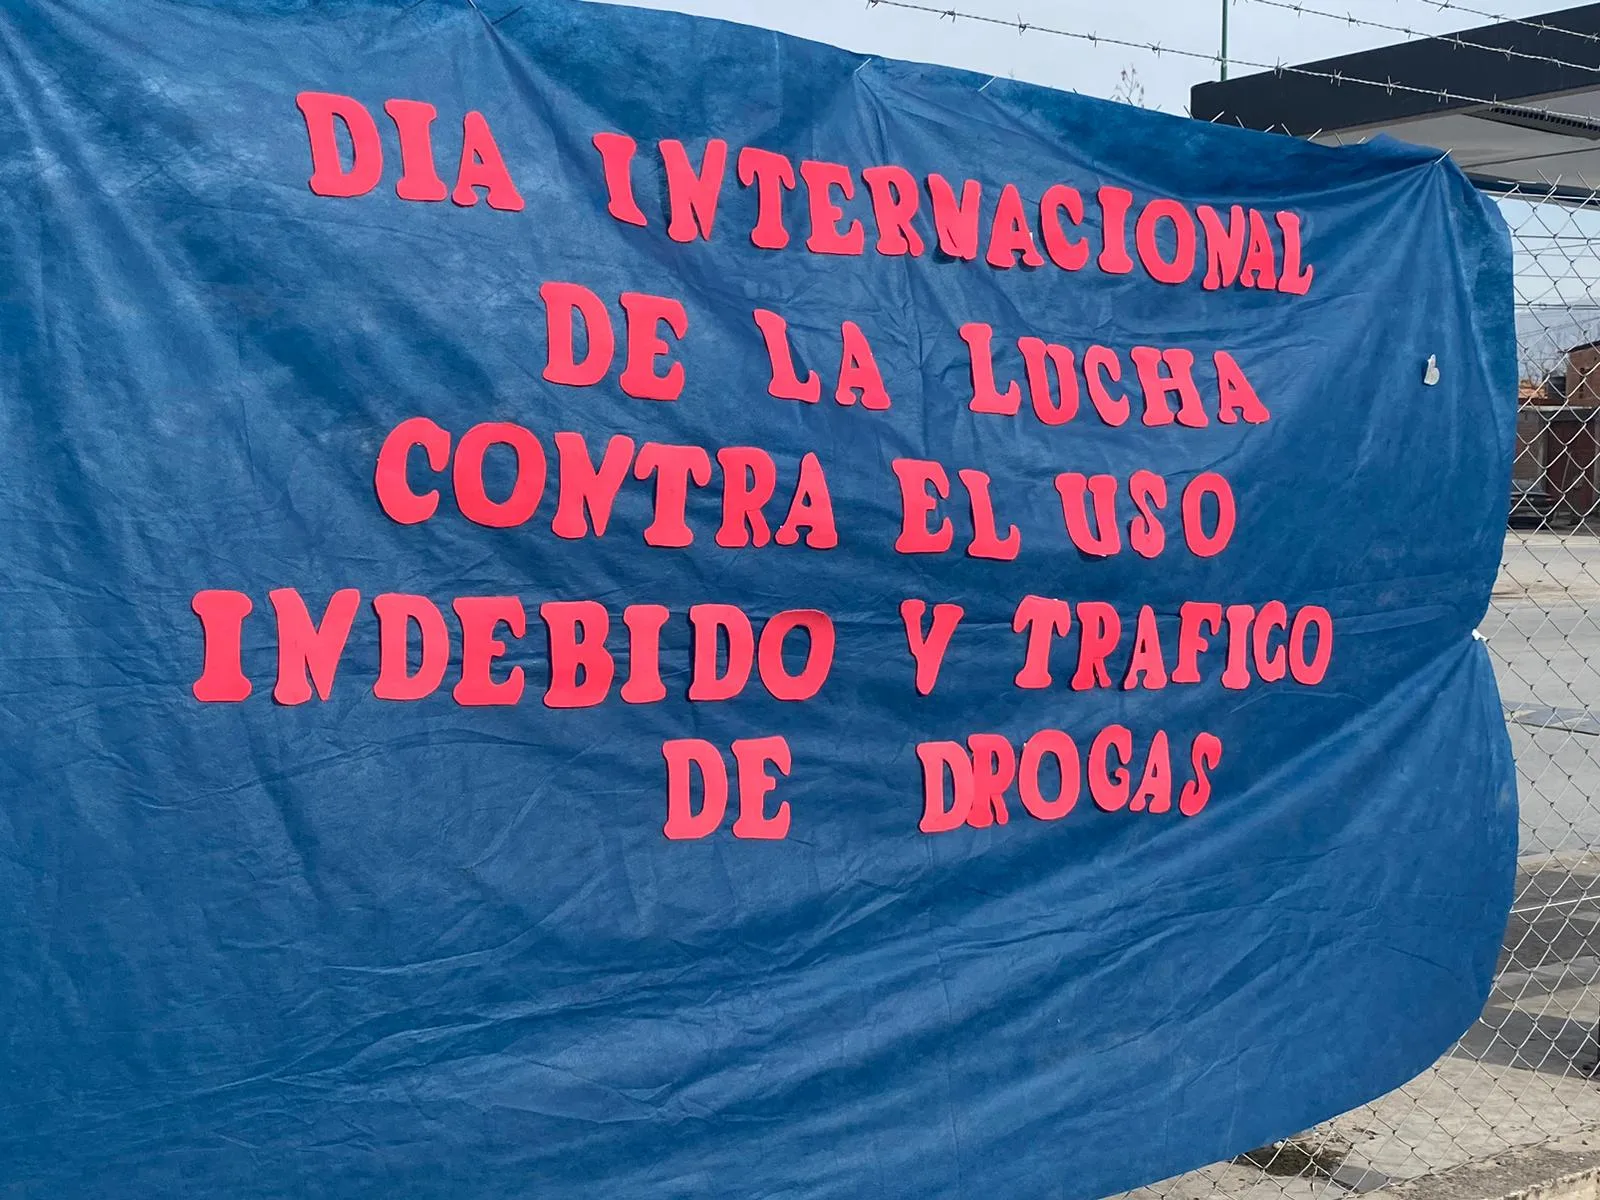 DIA INTERNACIONAL
DE LA LUCHA
CONTRA EL USO
INDEBIDO Y TRAFICO
DE DROGAS